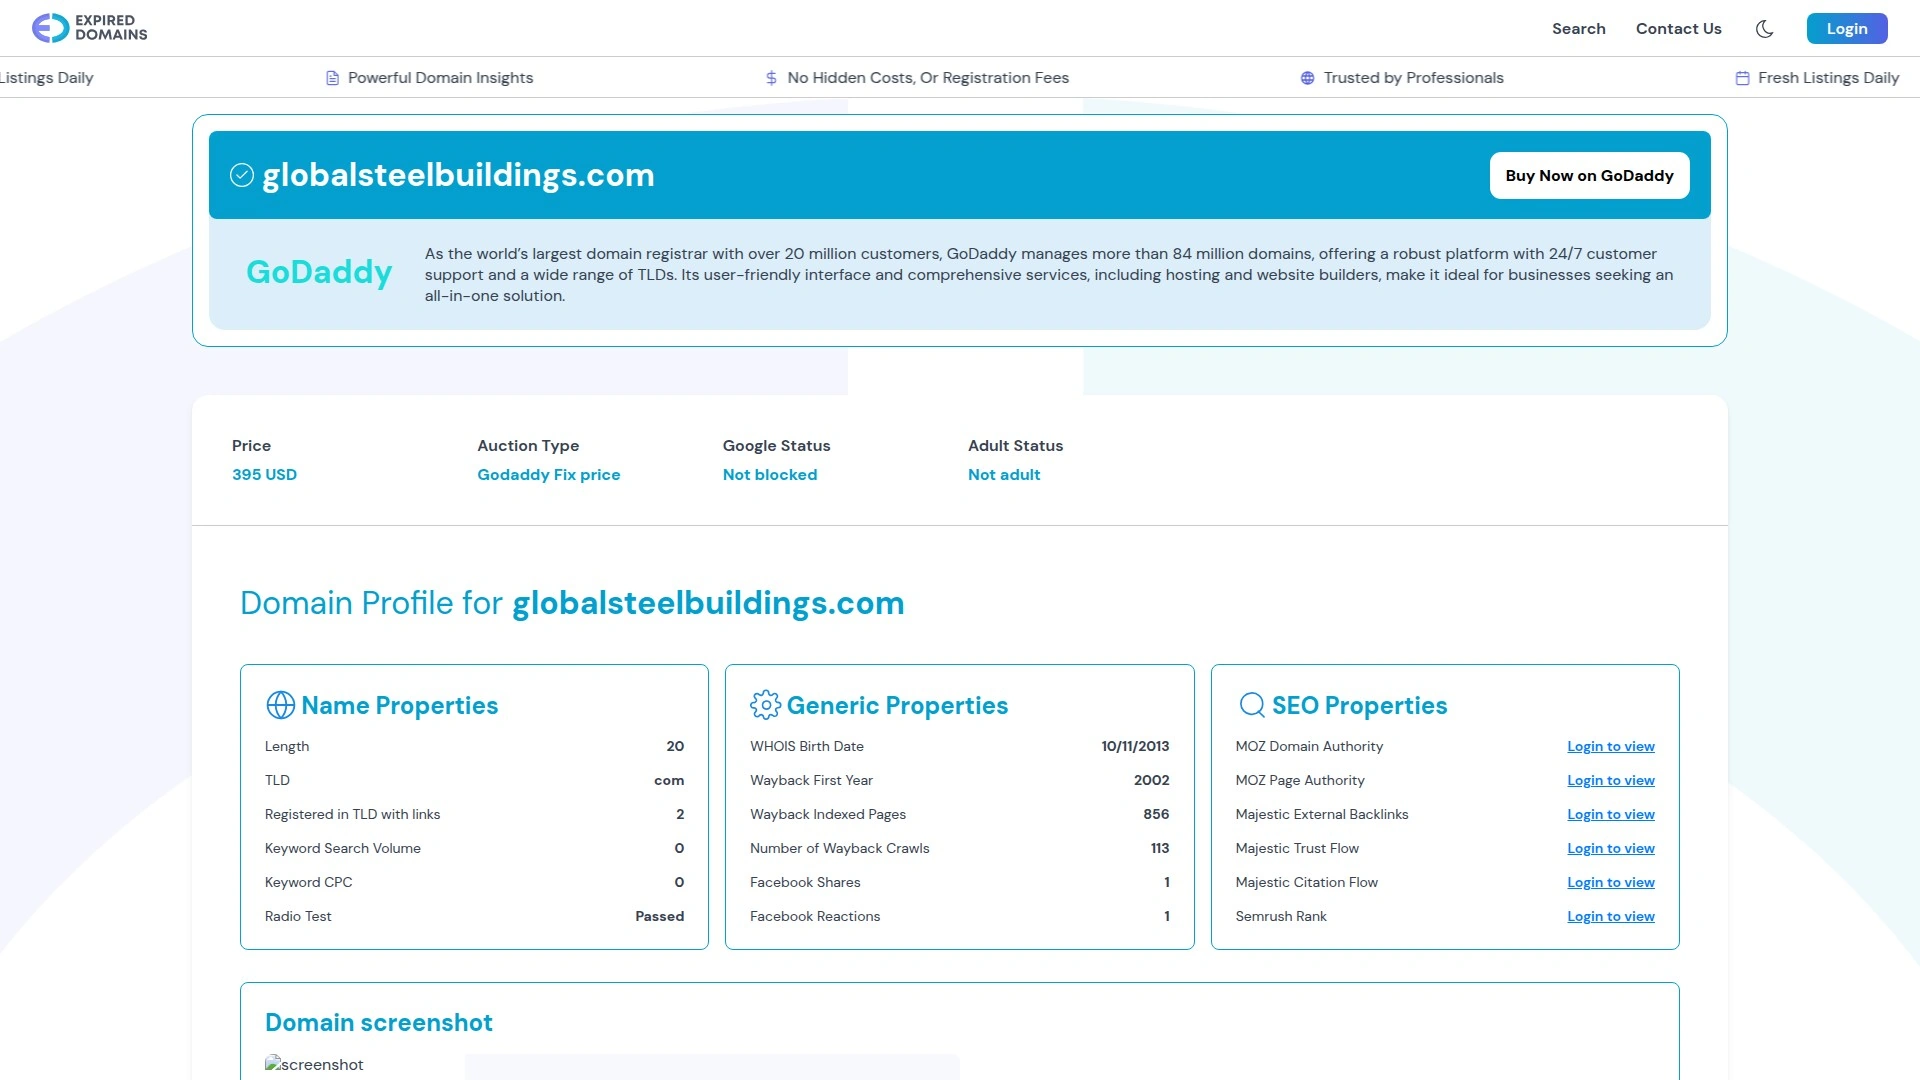 EXPIRED
DOMAINS
Search
Contact Us
Login
Listings Daily
Powerful Domain Insights
No Hidden Costs, Or Registration Fees
Trusted by Professionals
Fresh Listings Daily
globalsteelbuildings.com
Buy Now on GoDaddy
GoDaddy
As the world’s largest domain registrar with over 20 million customers, GoDaddy manages more than 84 million domains, offering a robust platform with 24/7 customer
support and a wide range of TLDs. Its user-friendly interface and comprehensive services, including hosting and website builders, make it ideal for businesses seeking an
all-in-one solution.
Price
395 USD
Auction Type
Godaddy Fix price
Google Status
Not blocked
Adult Status
Not adult
Domain Profile for globalsteelbuildings.com
Name Properties
Length 20
TLD com
Registered in TLD with links 2
Keyword Search Volume 0
Keyword CPC 0
Radio Test Passed
Generic Properties
WHOIS Birth Date 10/11/2013
Wayback First Year 2002
Wayback Indexed Pages 856
Number of Wayback Crawls 113
Facebook Shares 1
Facebook Reactions 1
SEO Properties
MOZ Domain Authority Login to view
MOZ Page Authority Login to view
Majestic External Backlinks Login to view
Majestic Trust Flow Login to view
Majestic Citation Flow Login to view
Semrush Rank Login to view
Domain screenshot
screenshot